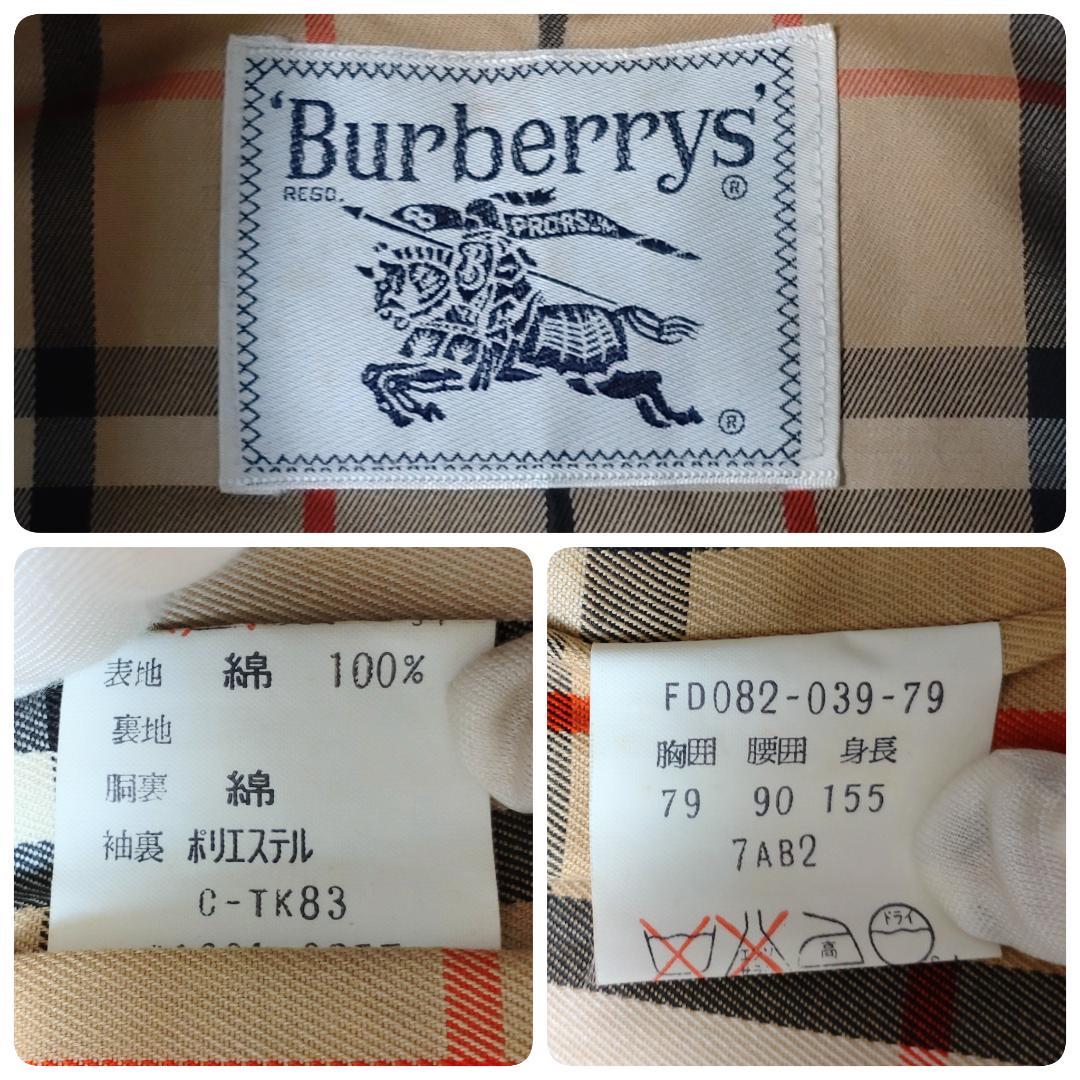 'Burberrys'
REGD. ®
B PRORSUM
®
表地 綿 100%
裏地
胴裏 綿
袖裏 ポリエステル
C-TK83
FD082-039-79
胸囲 腰囲 身長
79 90 155
7AB2
高 ドライ